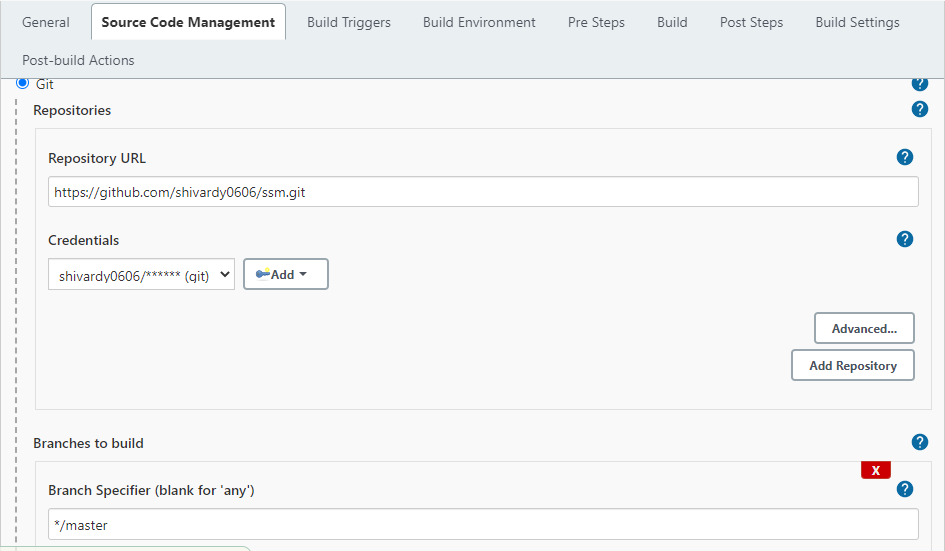 General Source Code Management Build Triggers Build Environment Pre Steps Build Post Steps Build Settings
Post-build Actions
Git ?
Repositories ?
Repository URL ?
https://github.com/shivardy0606/ssm.git
Credentials ?
shivardy0606/****** (git) Add
Advanced...
Add Repository
Branches to build ?
X
Branch Specifier (blank for 'any') ?
*/master